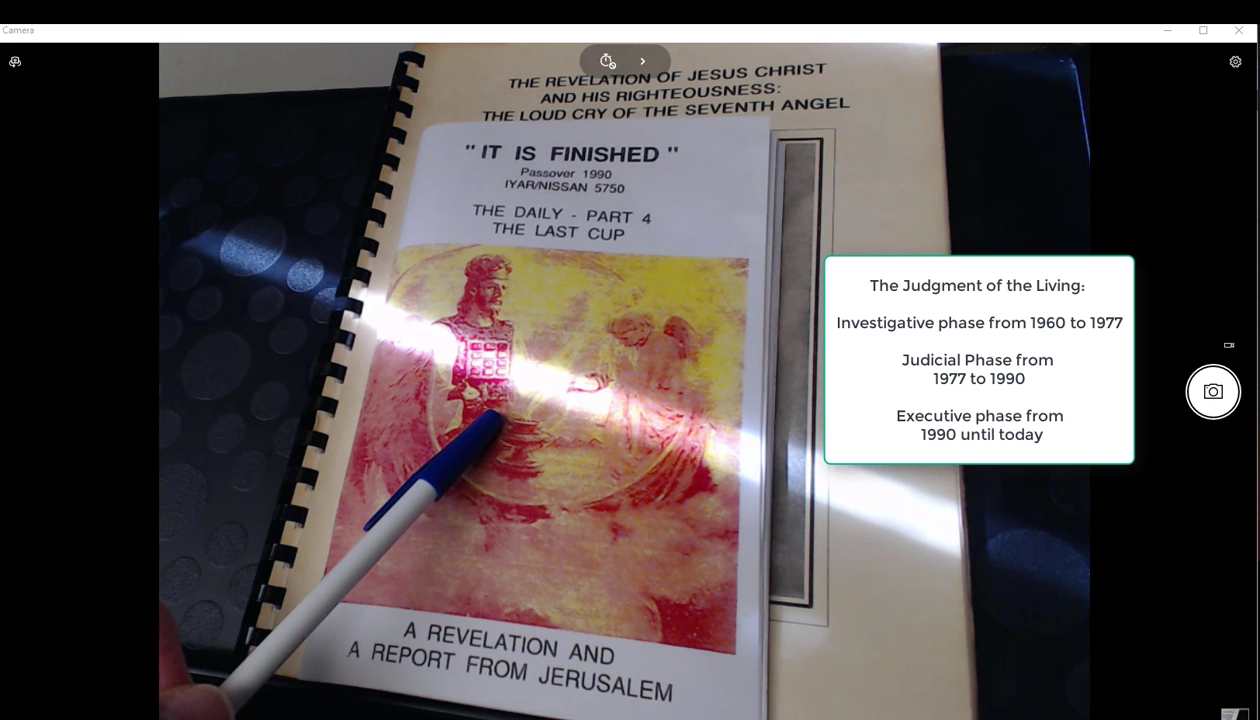 Camera
THE REVELATION OF JESUS CHRIST
AND HIS RIGHTEOUSNESS:
THE LOUD CRY OF THE SEVENTH ANGEL
" IT IS FINISHED "
Passover 1990
IYAR/NISSAN 5750
THE DAILY - PART 4
THE LAST CUP
A REVELATION AND
A REPORT FROM JERUSALEM
The Judgment of the Living:
Investigative phase from 1960 to 1977
Judicial Phase from
1977 to 1990
Executive phase from
1990 until today